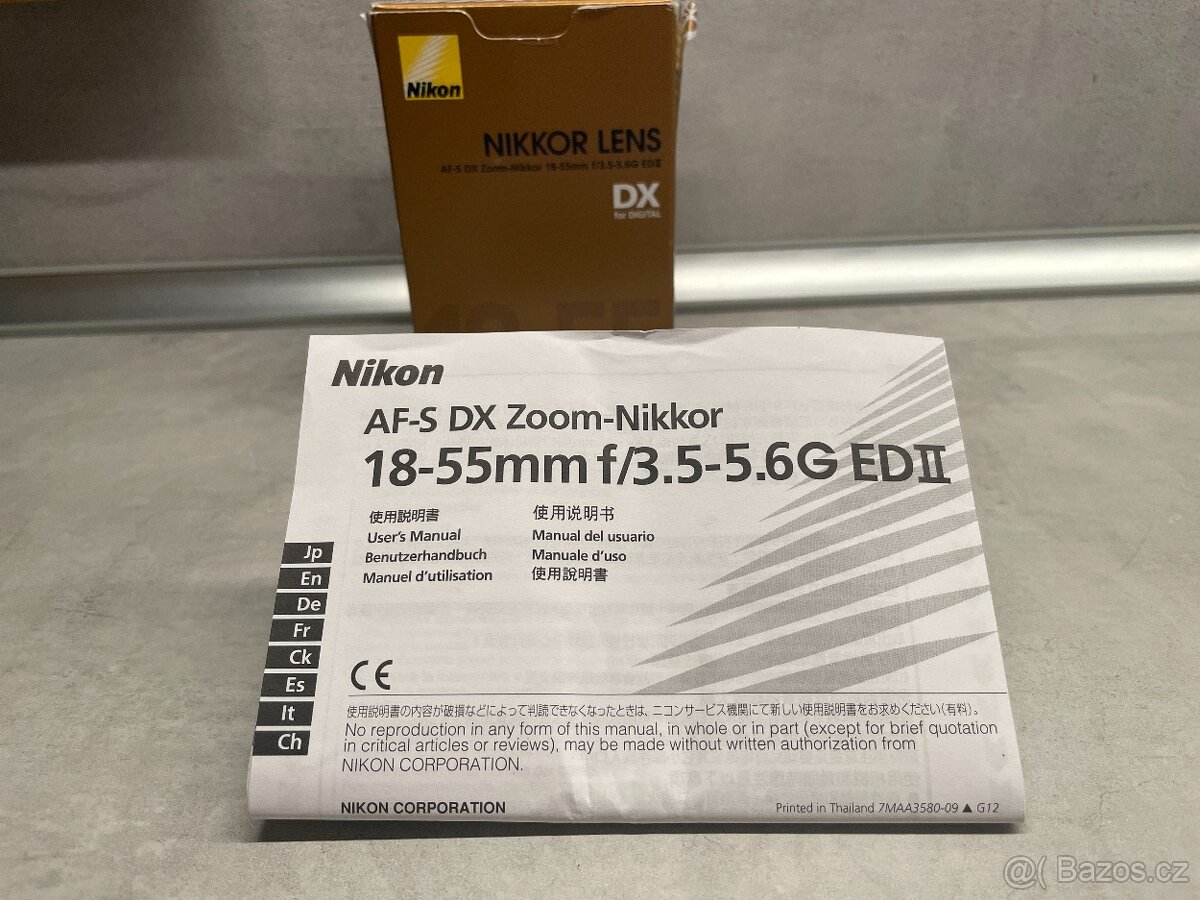 Nikon
NIKKOR LENS
AF-S DX Zoom-Nikkor 18-55mm f/3.5-5.6G ED II
DX
for DIGITAL
18-55
Nikon
AF-S DX Zoom-Nikkor
18-55mm f/3.5-5.6G ED II
使用説明書
User's Manual
Benutzerhandbuch
Manuel d'utilisation
使用说明书
Manual del usuario
Manuale d'uso
使用說明書
Jp
En
De
Fr
Ck
Es
It
Ch
CE
使用説明書の内容が破損などによって判読できなくなったときは、ニコンサービス機関にて新しい使用説明書をお求めください(有料)。
No reproduction in any form of this manual, in whole or in part (except for brief quotation
in critical articles or reviews), may be made without written authorization from
NIKON CORPORATION.
NIKON CORPORATION
Printed in Thailand 7MAA3580-09 ▲ G12
@( Bazos.cz